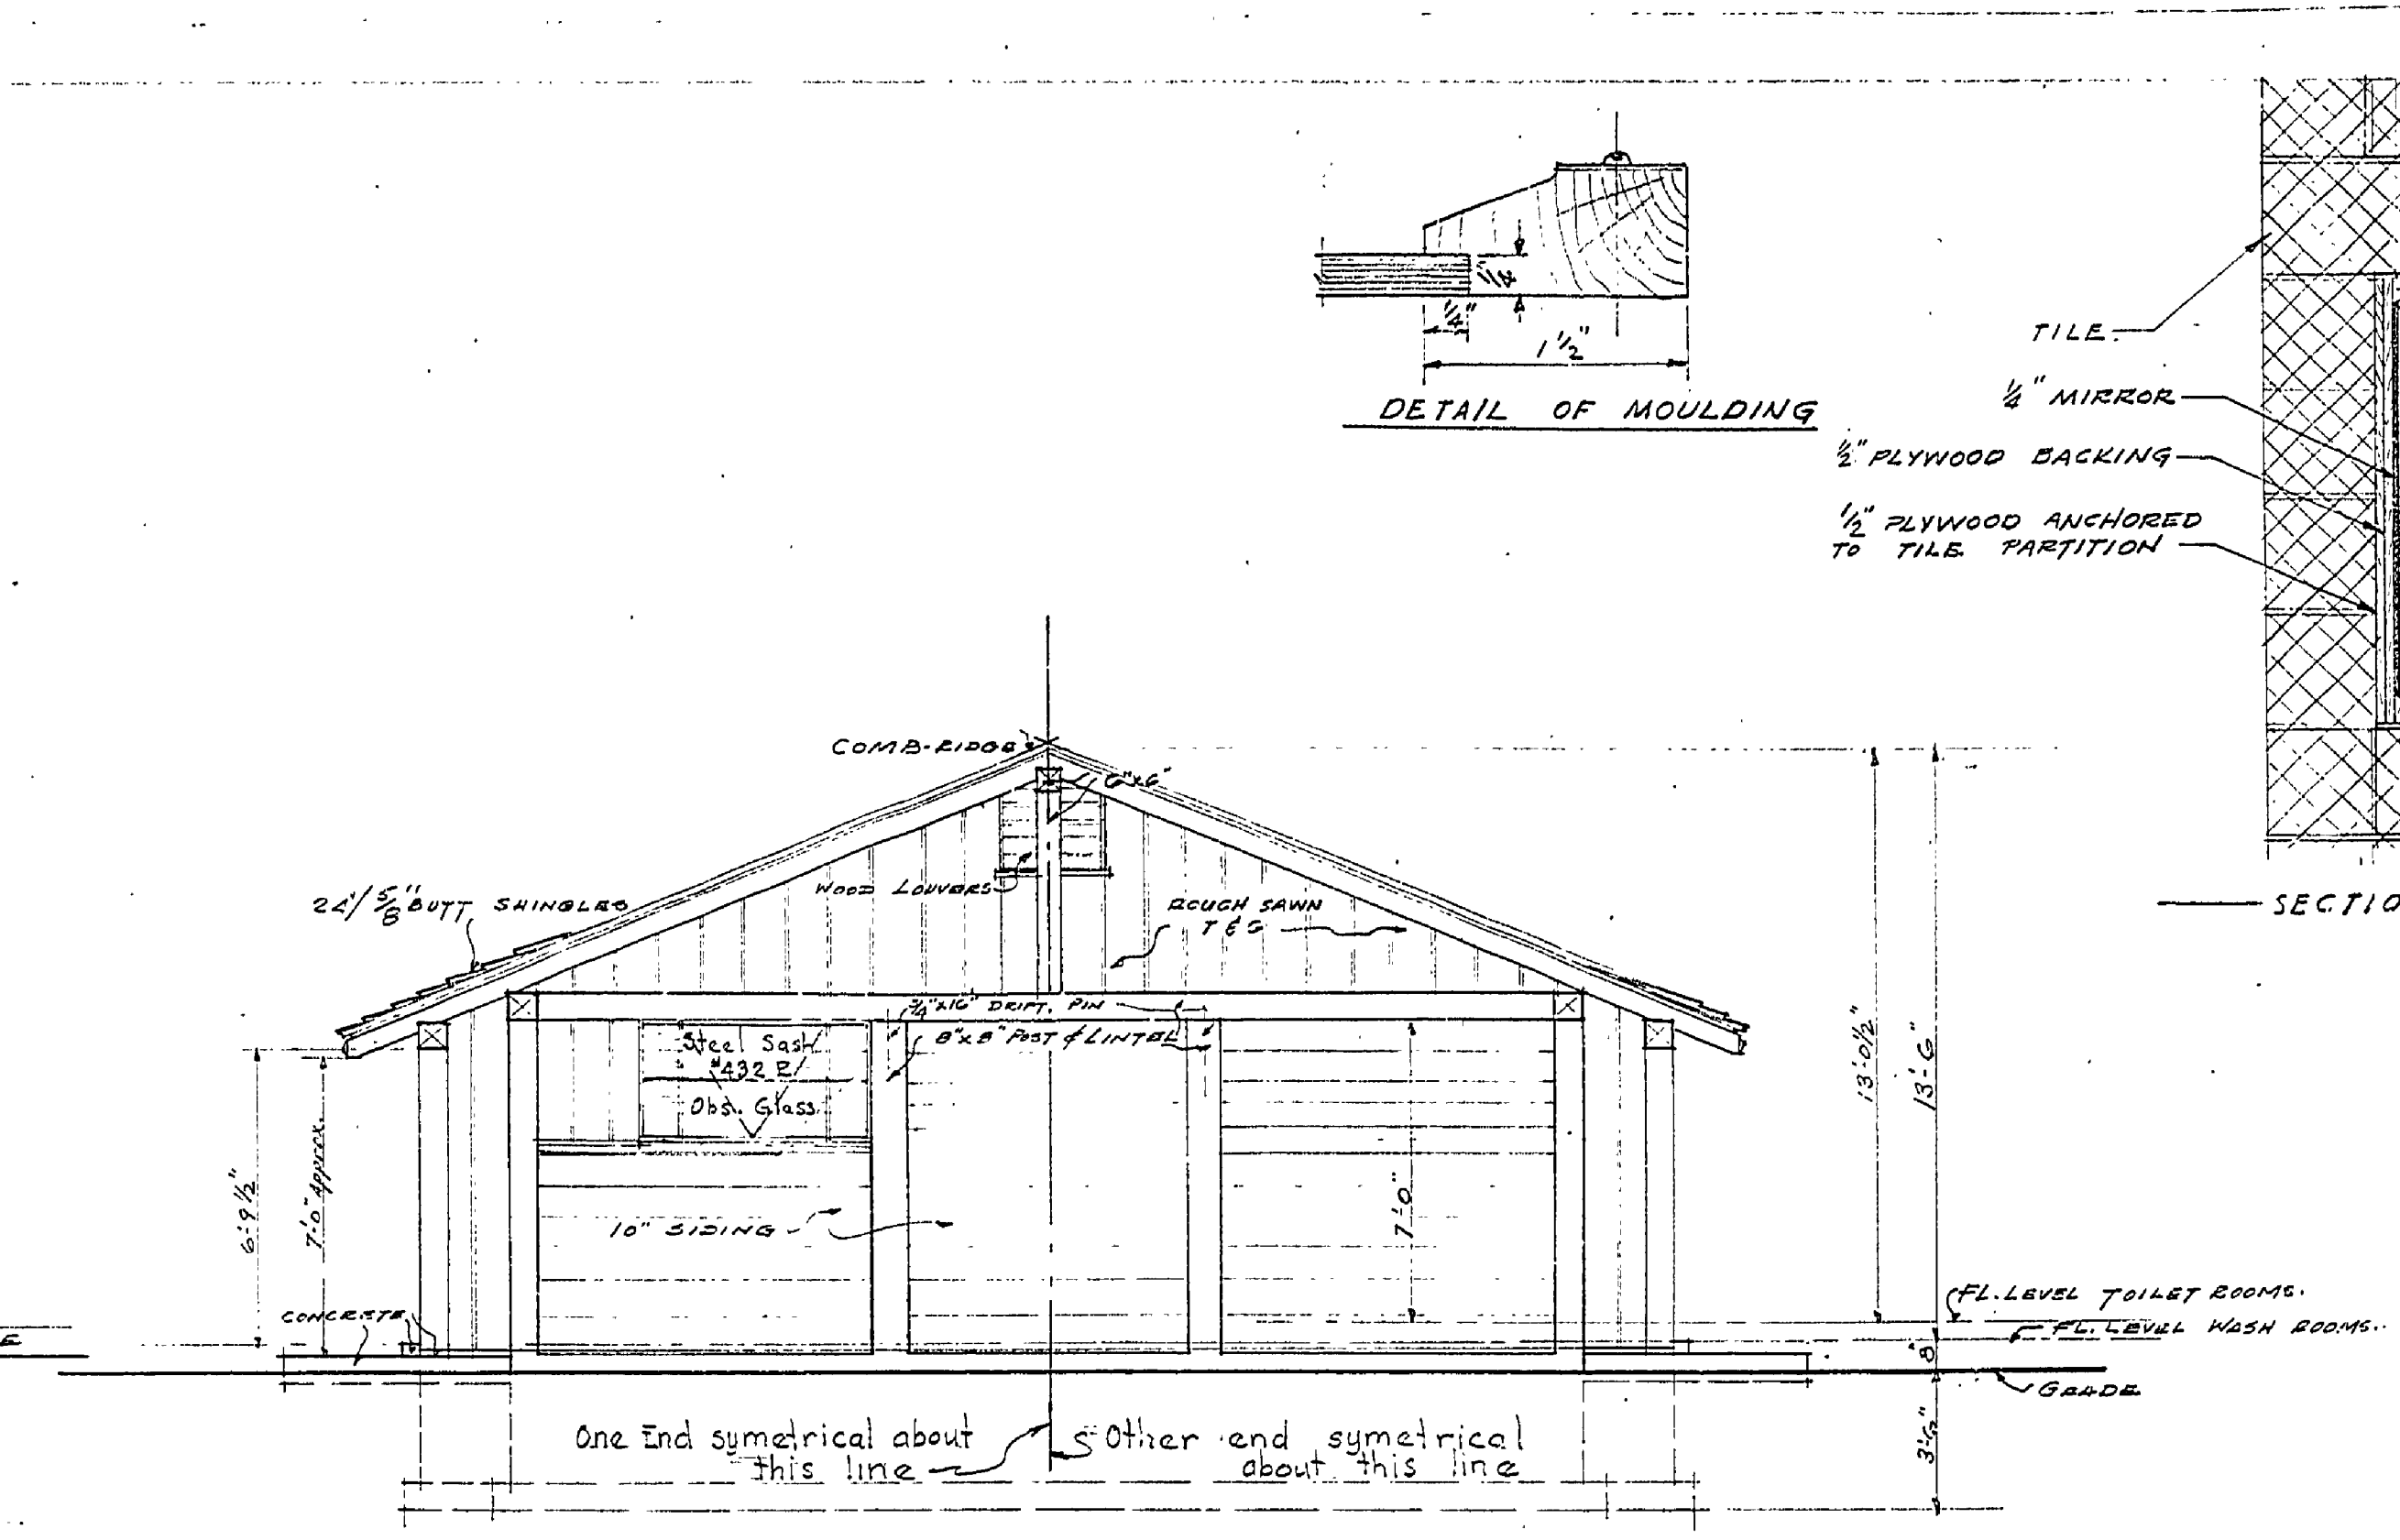 1/4"
1/4"
1 1/2"
DETAIL OF MOULDING
TILE
1/4" MIRROR
1/2" PLYWOOD BACKING
1/2" PLYWOOD ANCHORED
TO TILE PARTITION
SECTIO
COMB-RIDGE
6"x6"
WOOD LOUVERS
24/ 5/8" BUTT SHINGLES
ROUGH SAWN
T & G
3/4"x16" DRIFT. PIN
8"x8" POST & LINTEL
Steel Sash
#432 R
Obs. Glass
10" SIDING
6'-9 1/2"
7'-0" Approx.
7'-0"
13'-0 1/2"
13'-6"
CONCRETE
E
FL. LEVEL TOILET ROOMS.
FL. LEVEL WASH ROOMS.
8"
GRADE
3'-6"
One End symetrical about
this line
Other end symetrical
about this line